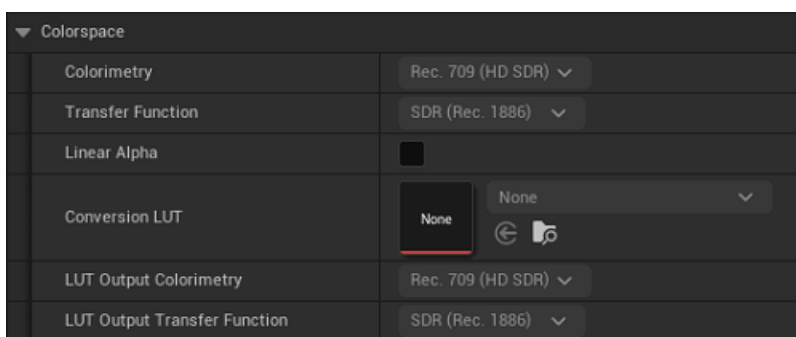 Colorspace
Colorimetry Rec. 709 (HD SDR)
Transfer Function SDR (Rec. 1886)
Linear Alpha
None
Conversion LUT None
LUT Output Colorimetry Rec. 709 (HD SDR)
LUT Output Transfer Function SDR (Rec. 1886)